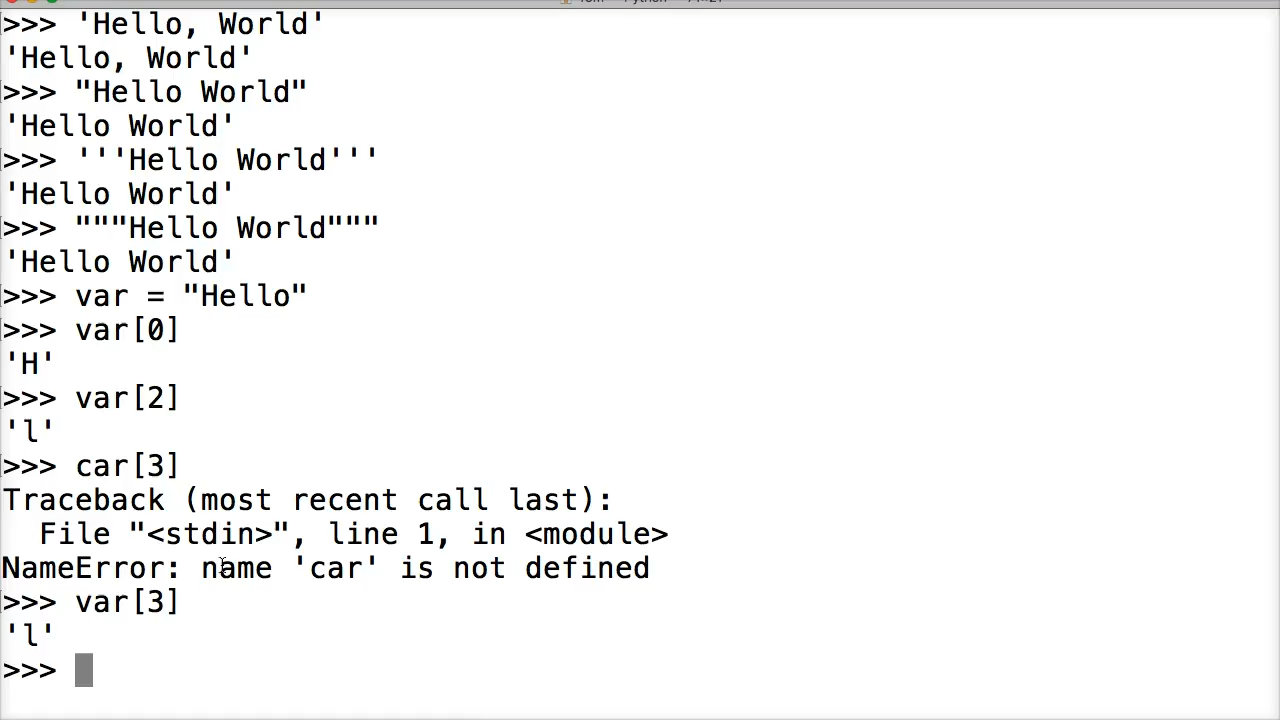 >>> 'Hello, World'
'Hello, World'
>>> "Hello World"
'Hello World'
>>> '''Hello World'''
'Hello World'
>>> """Hello World"""
'Hello World'
>>> var = "Hello"
>>> var[0]
'H'
>>> var[2]
'l'
>>> car[3]
Traceback (most recent call last):
  File "<stdin>", line 1, in <module>
NameError: name 'car' is not defined
>>> var[3]
'l'
>>>